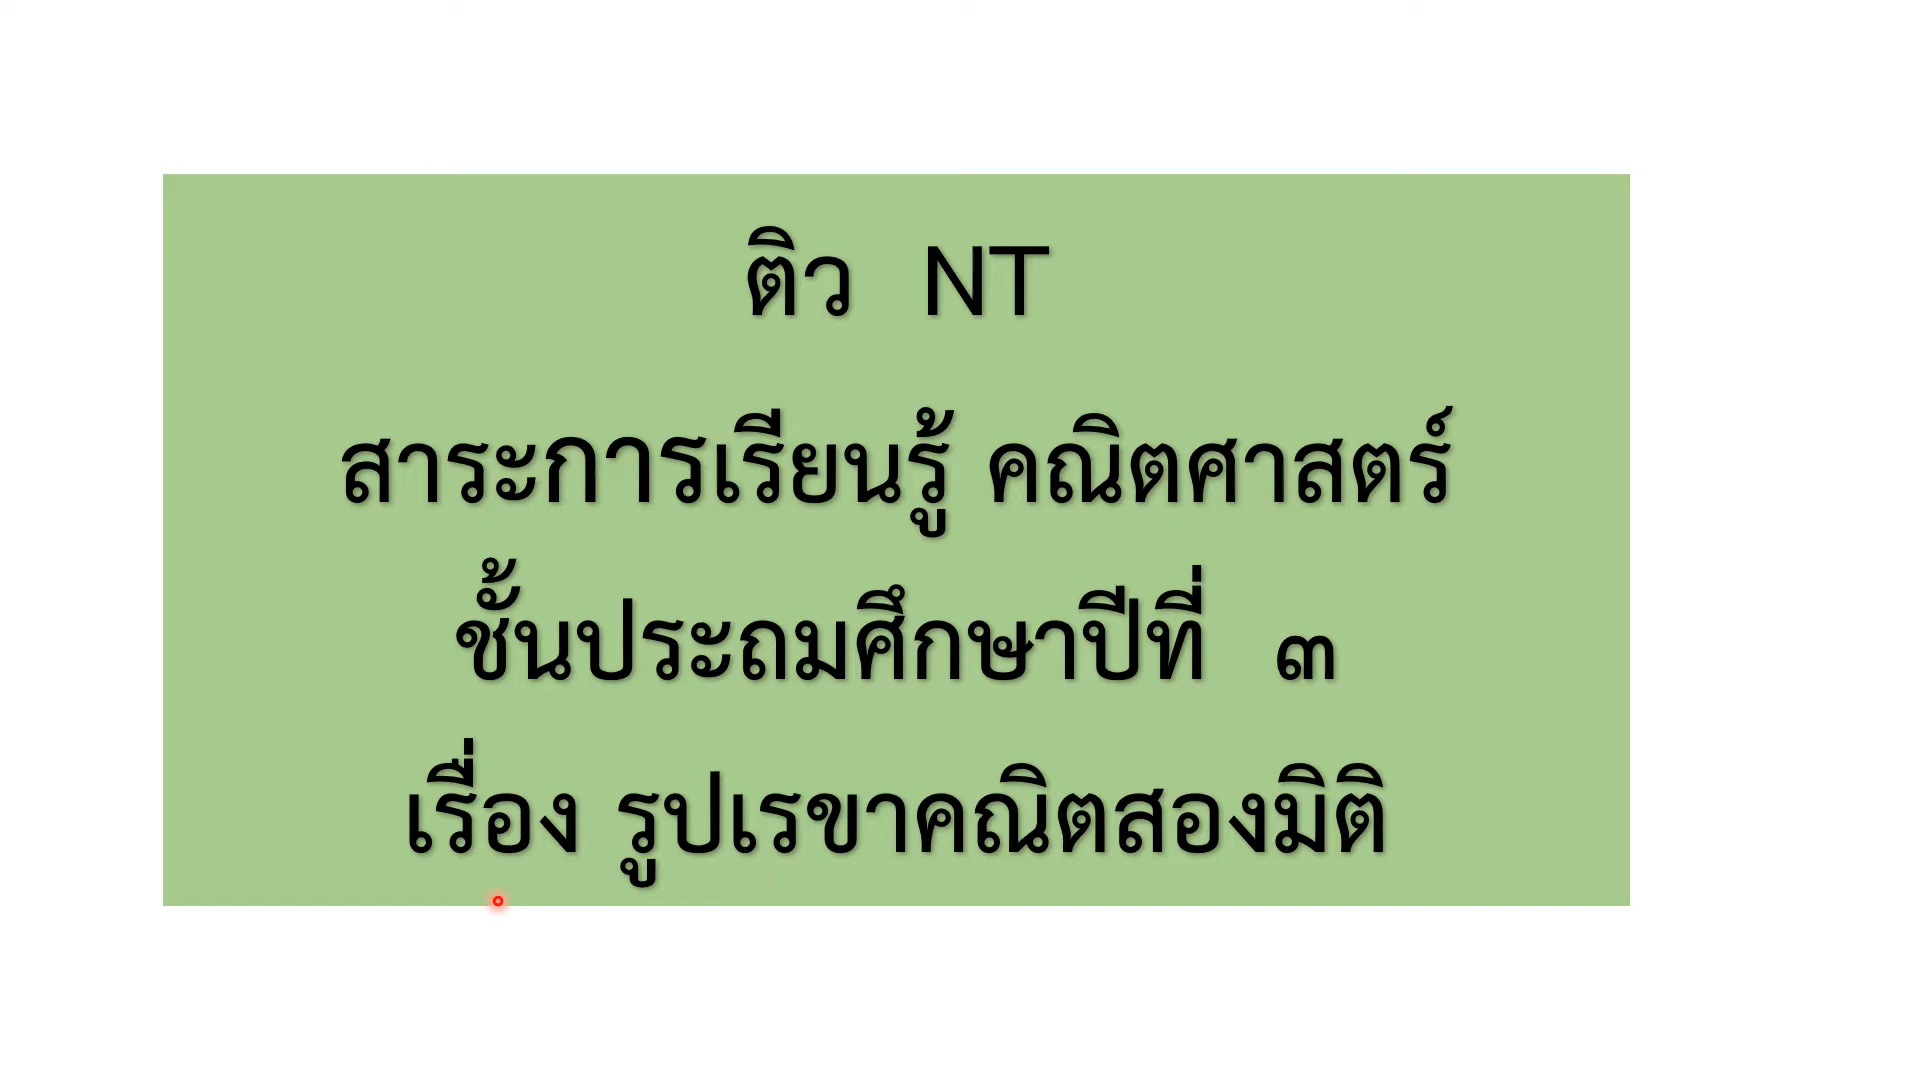 ติว NT
สาระการเรียนรู้ คณิตศาสตร์
ชั้นประถมศึกษาปีที่ ๓
เรื่อง รูปเรขาคณิตสองมิติ